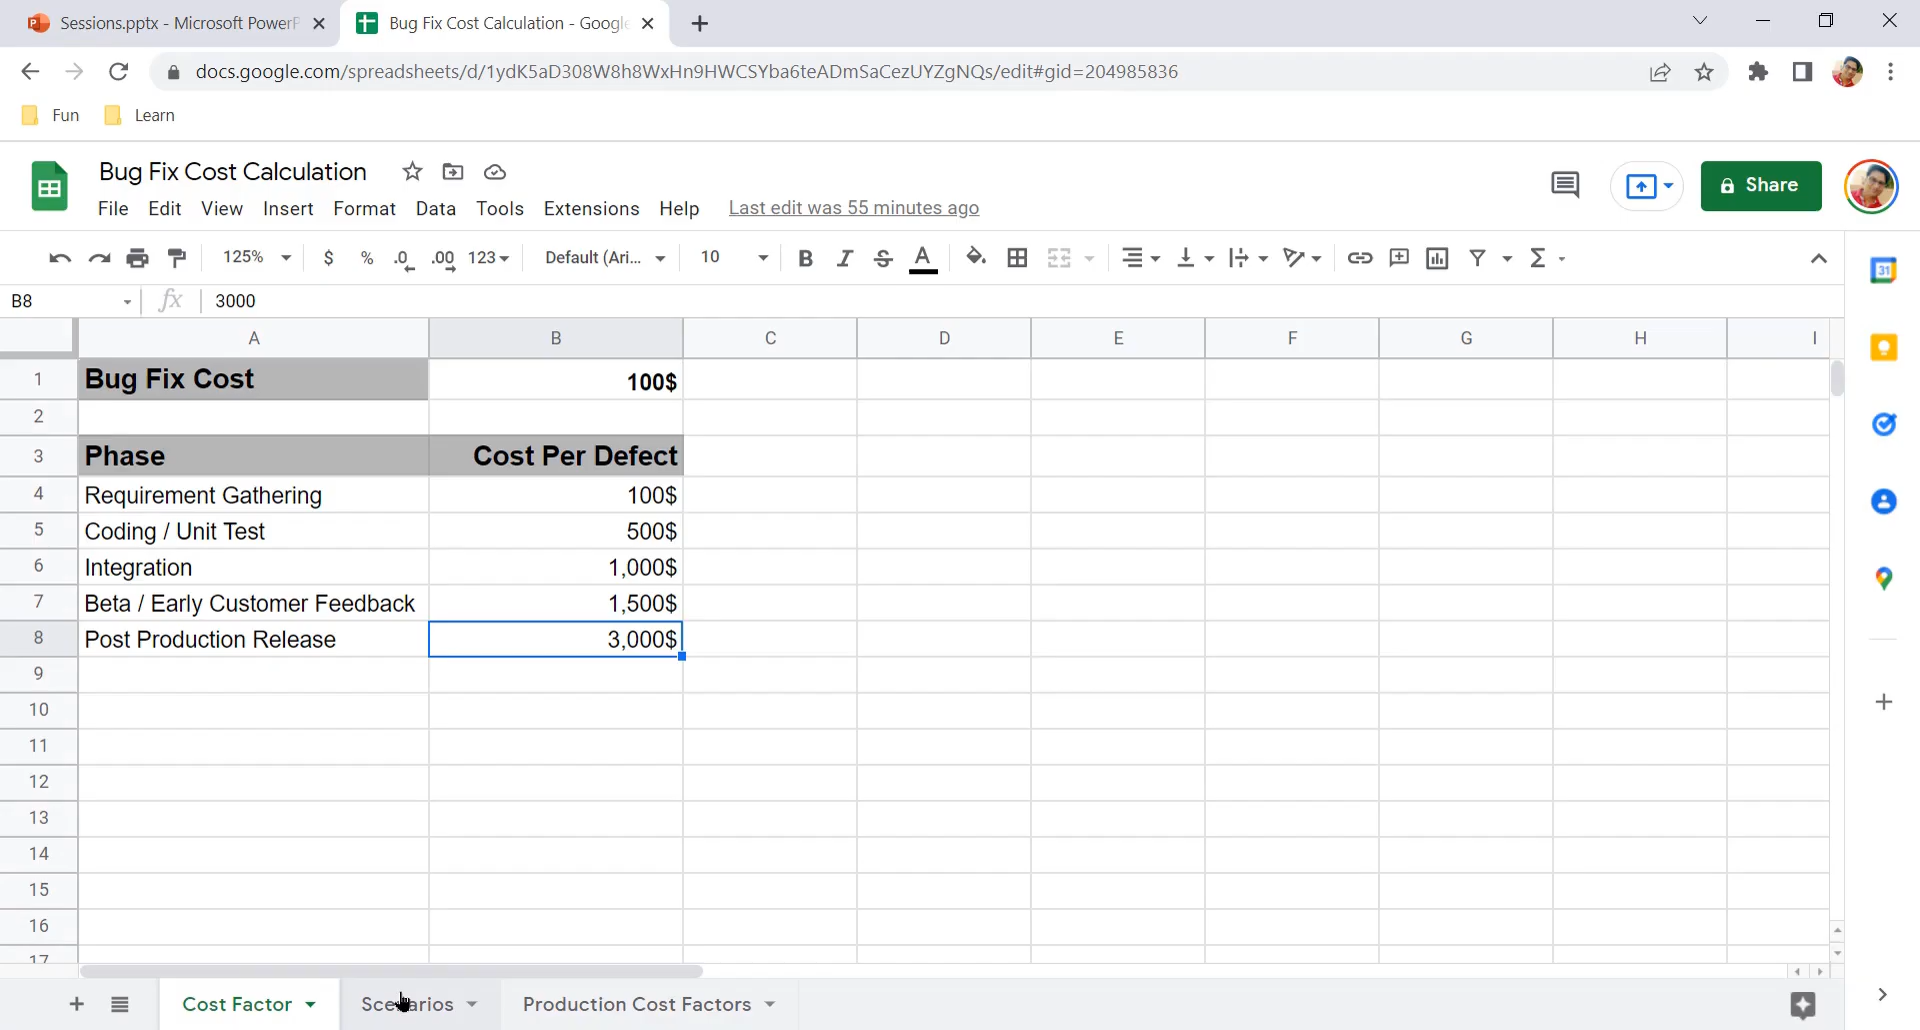 Sessions.pptx - Microsoft PowerP
Bug Fix Cost Calculation - Google
docs.google.com/spreadsheets/d/1ydK5aD308W8h8WxHn9HWCSYba6teADmSaCezUYZgNQs/edit#gid=204985836
Fun Learn
Bug Fix Cost Calculation
File Edit View Insert Format Data Tools Extensions Help Last edit was 55 minutes ago
Share
125% $ % .0 .00 123 Default (Ari... 10 B I S A
B8 fx 3000
A B C D E F G H I
1 Bug Fix Cost 100$
2
3 Phase Cost Per Defect
4 Requirement Gathering 100$
5 Coding / Unit Test 500$
6 Integration 1,000$
7 Beta / Early Customer Feedback 1,500$
8 Post Production Release 3,000$
9
10
11
12
13
14
15
16
17
Cost Factor Scenarios Production Cost Factors
31